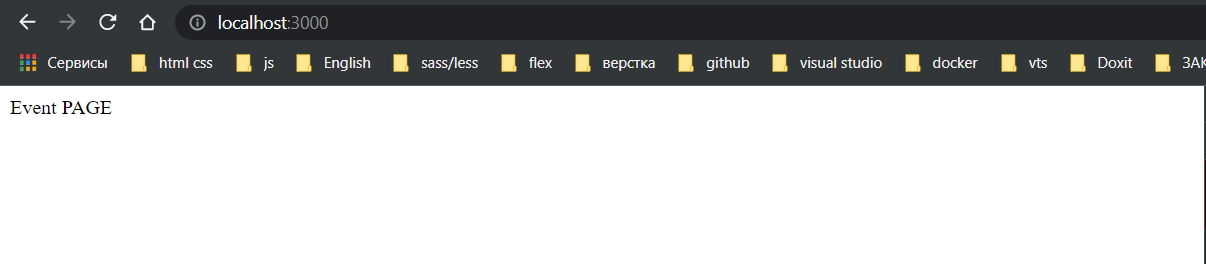 localhost:3000
Сервисы html css js English sass/less flex верстка github visual studio docker vts Doxit ЗАК
Event PAGE